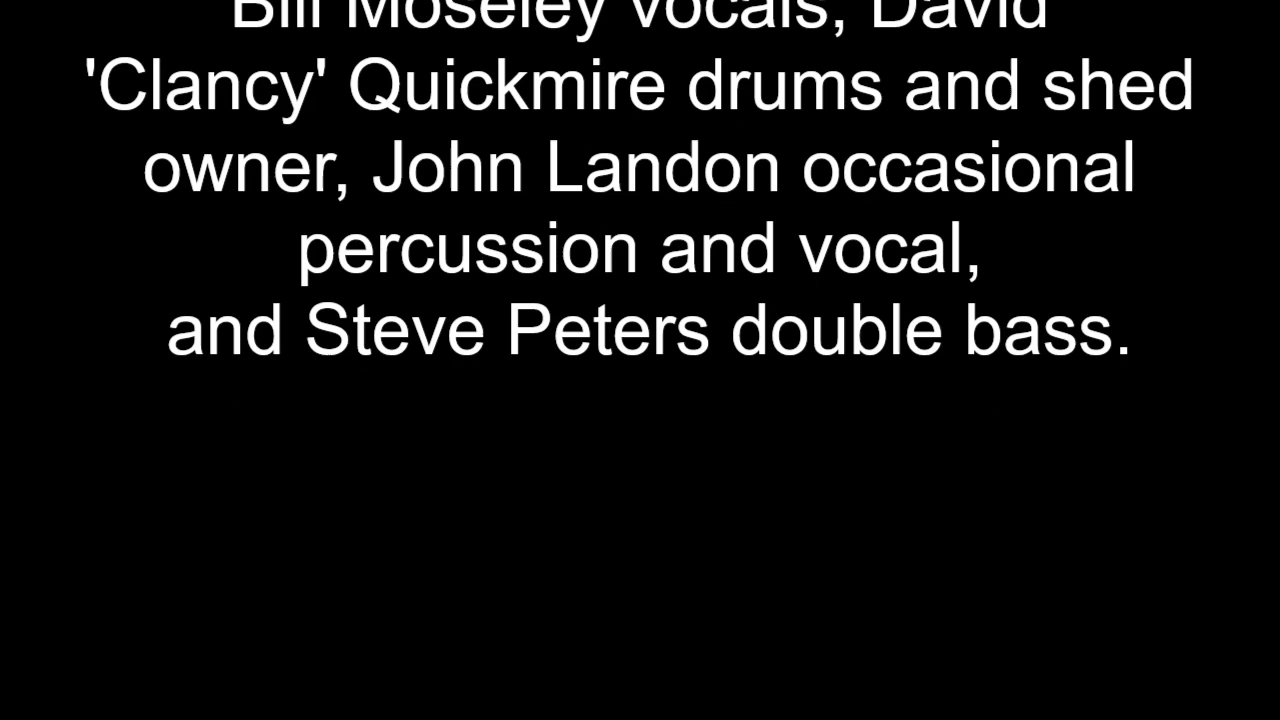 Bill Moseley vocals, David
'Clancy' Quickmire drums and shed
owner, John Landon occasional
percussion and vocal,
and Steve Peters double bass.